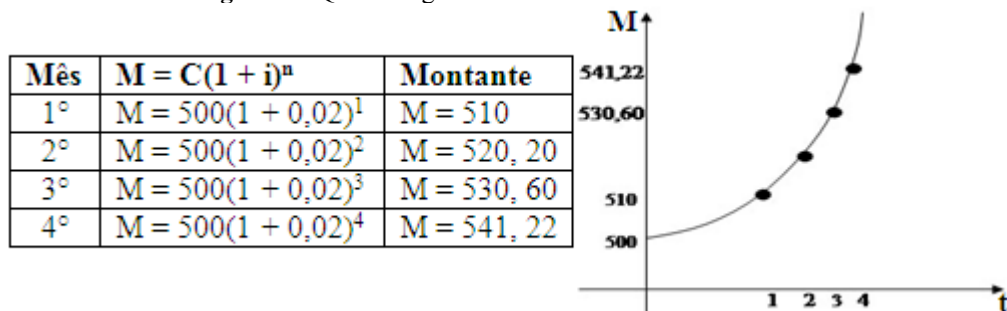 Mês M = C(1 + i)ⁿ Montante
1° M = 500(1 + 0,02)¹ M = 510
2° M = 500(1 + 0,02)² M = 520, 20
3° M = 500(1 + 0,02)³ M = 530, 60
4° M = 500(1 + 0,02)⁴ M = 541, 22
M
541,22
530,60
510
500
1 2 3 4 t